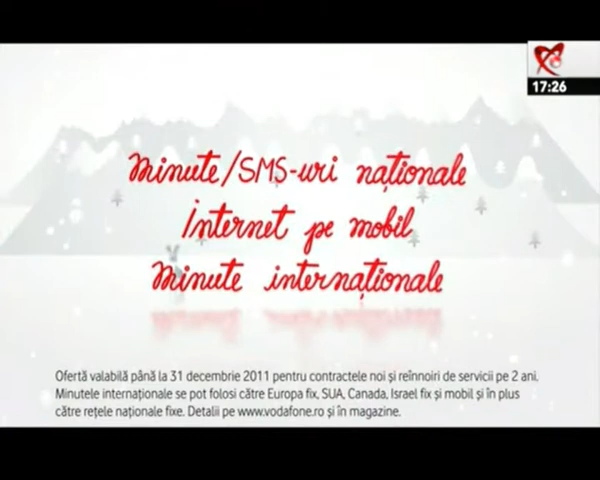 17:26
Minute/SMS-uri naționale
Internet pe mobil
Minute internaționale
Ofertă valabilă până la 31 decembrie 2011 pentru contractele noi și reînnoiri de servicii pe 2 ani.
Minutele internaționale se pot folosi către Europa fix, SUA, Canada, Israel fix și mobil și în plus
către rețele naționale fixe. Detalii pe www.vodafone.ro și în magazine.